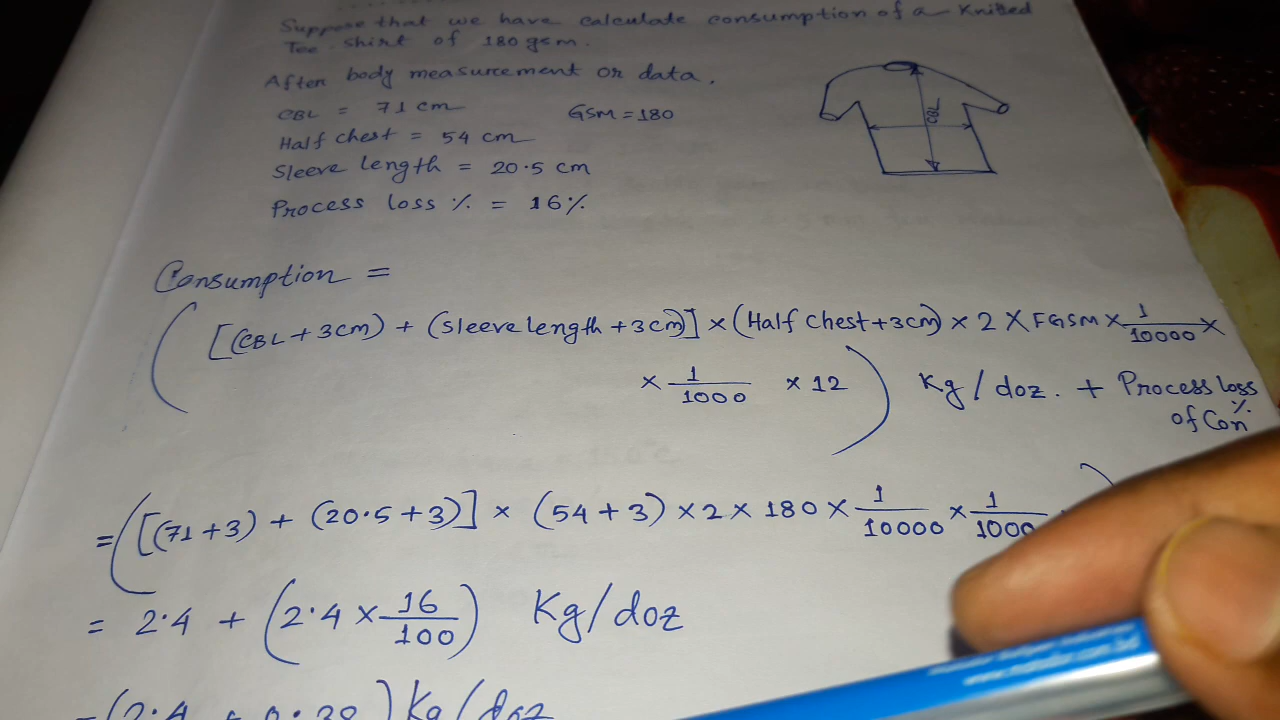 Suppose that we have calculate consumption of a Knitted
Tee-shirt of 180 gsm.
After body measurement or data,
CBL = 71 cm GSM = 180
Half chest = 54 cm
Sleeve length = 20.5 cm
Process loss % = 16%
CBL
Consumption =
([(CBL + 3cm) + (Sleeve length + 3cm)] × (Half chest + 3cm) × 2 × FGSM × 1/10000 ×
× 1/1000 × 12) Kg/doz. + Process loss
% of Con
= ([(71+3) + (20.5+3)] × (54+3) × 2 × 180 × 1/10000 × 1/1000 )
= 2.4 + (2.4 × 16/100) Kg/doz
Kg/doz